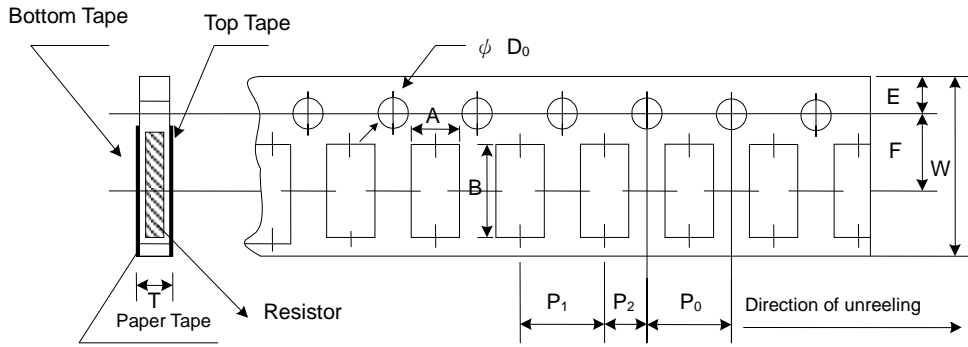 Bottom Tape
Top Tape
ϕ D₀
A
B
E
F
W
T
Paper Tape
Resistor
P₁
P₂
P₀
Direction of unreeling